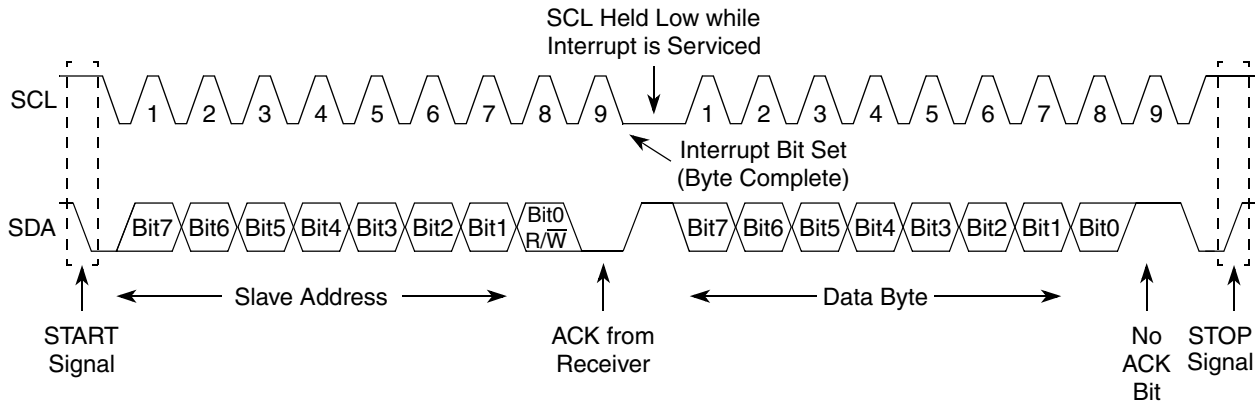 SCL Held Low while
Interrupt is Serviced
SCL
1 2 3 4 5 6 7 8 9 1 2 3 4 5 6 7 8 9
Interrupt Bit Set
(Byte Complete)
SDA
Bit7 Bit6 Bit5 Bit4 Bit3 Bit2 Bit1 Bit0 Bit7 Bit6 Bit5 Bit4 Bit3 Bit2 Bit1 Bit0
R/W̅
Slave Address
Data Byte
START
Signal
ACK from
Receiver
No
ACK
Bit
STOP
Signal